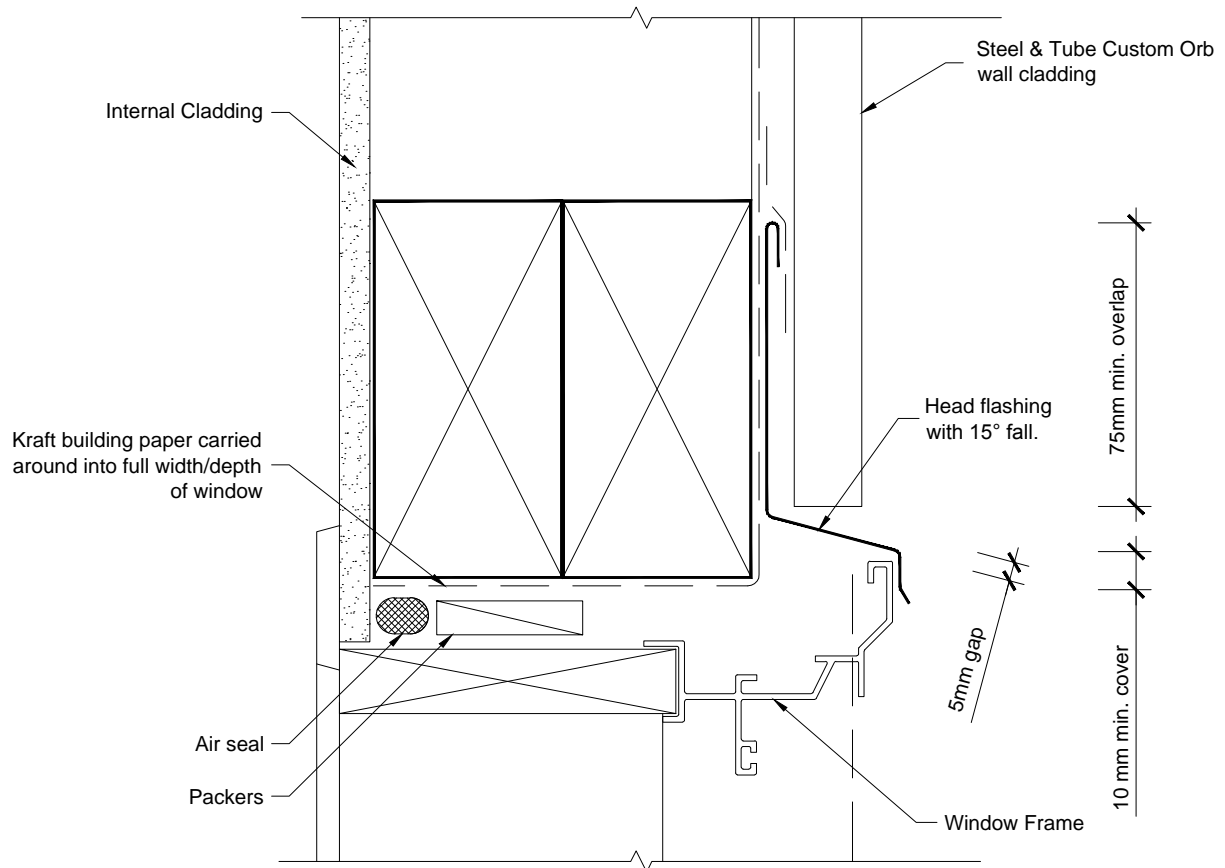 Steel & Tube Custom Orb
wall cladding
Internal Cladding
Head flashing
with 15° fall.
75mm min. overlap
Kraft building paper carried
around into full width/depth
of window
5mm gap
10 mm min. cover
Air seal
Packers
Window Frame